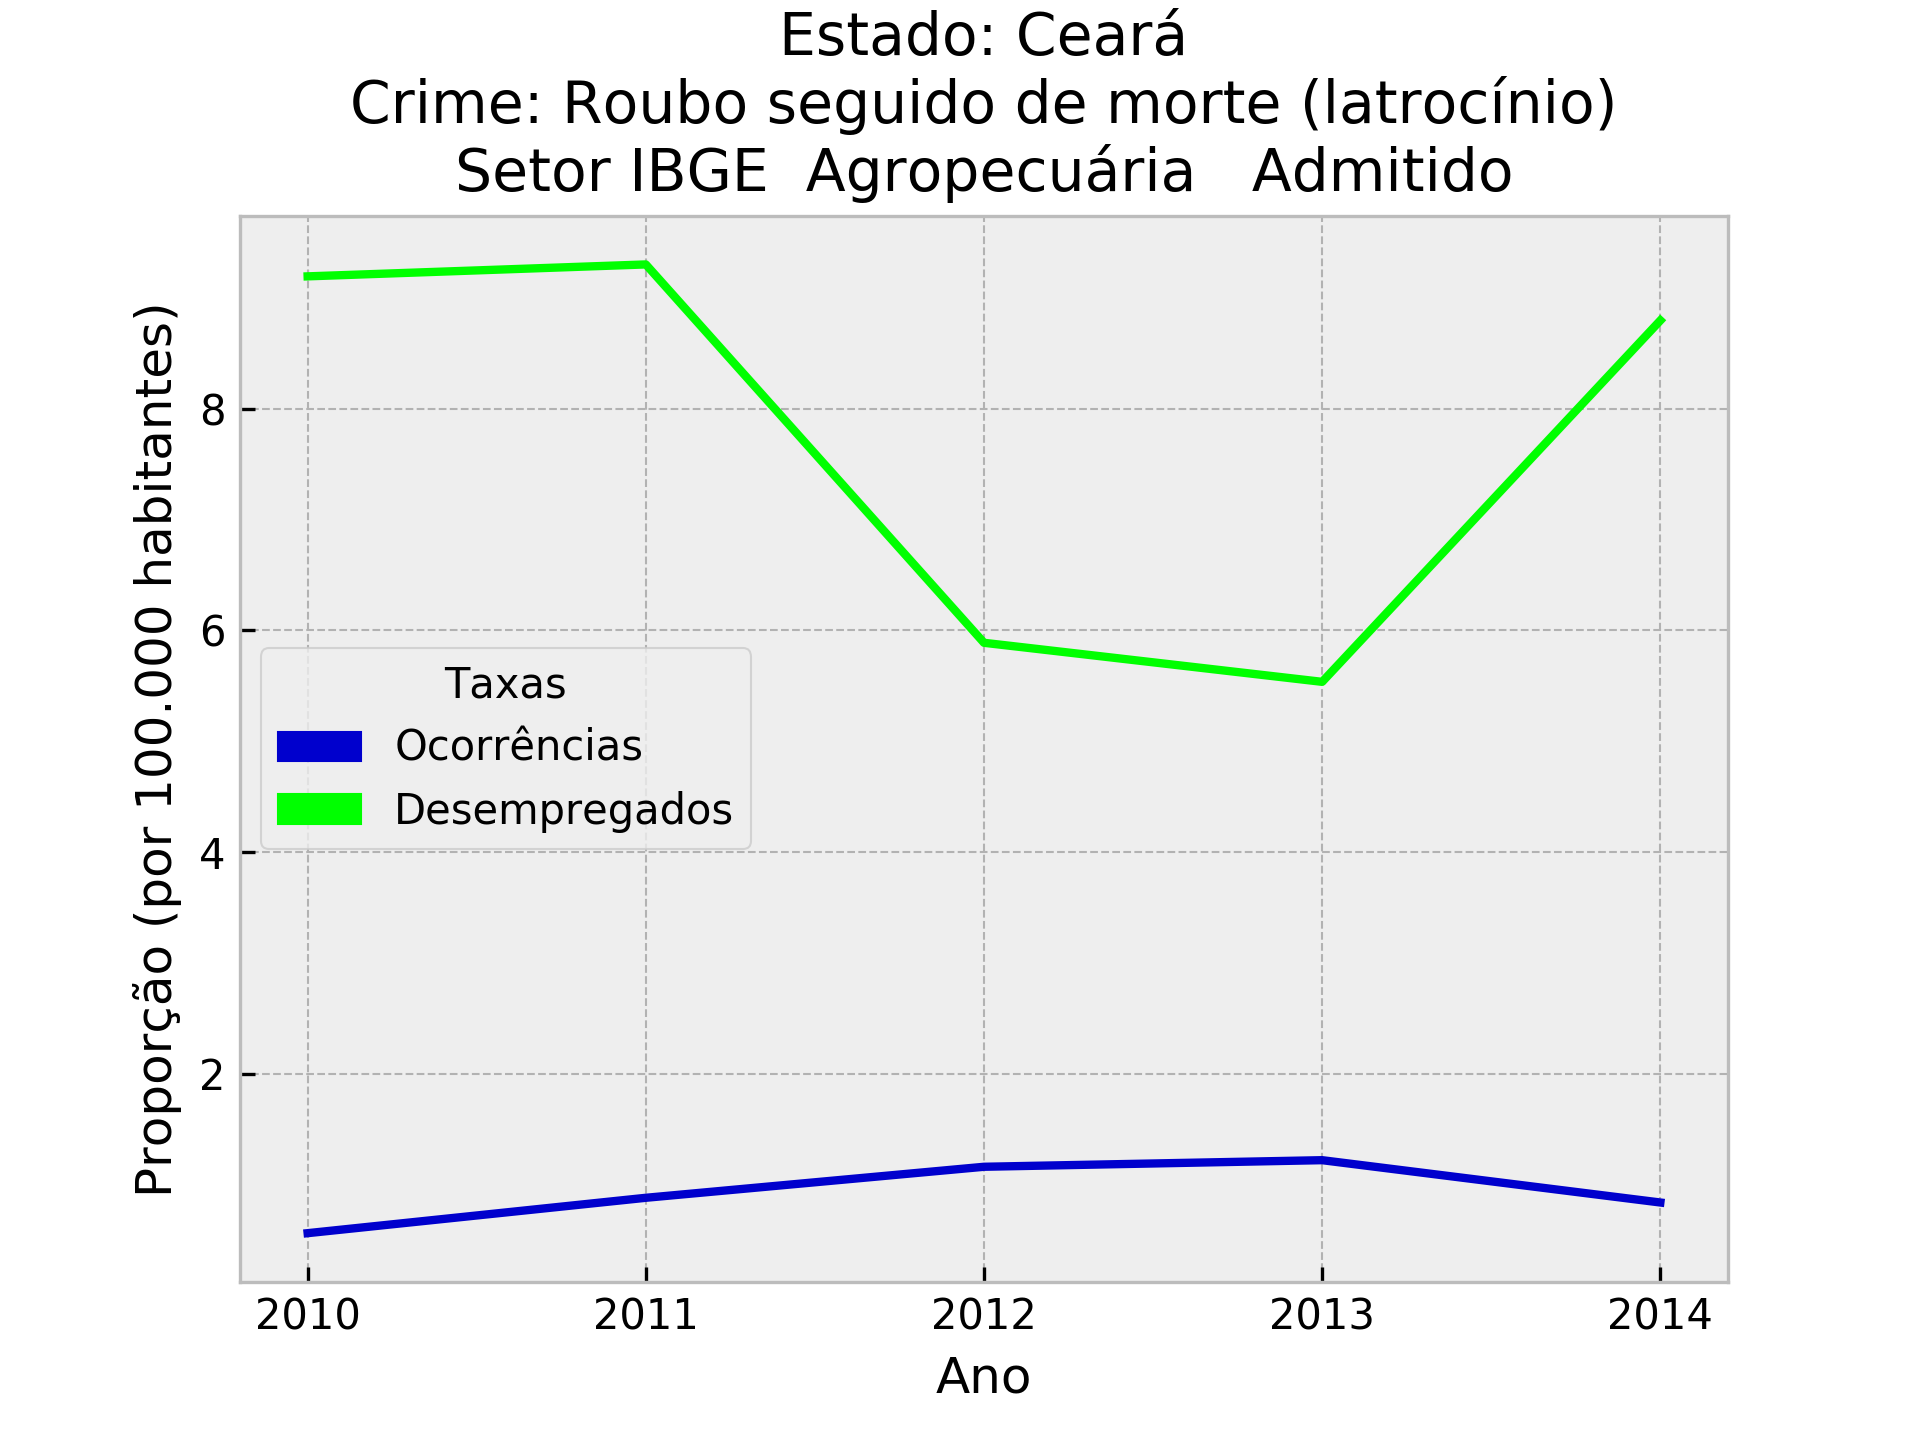 Estado: Ceará
Crime: Roubo seguido de morte (latrocínio)
Setor IBGE  Agropecuária   Admitido
Proporção (por 100.000 habitantes)
8
6
4
2
Taxas
Ocorrências
Desempregados
2010
2011
2012
2013
2014
Ano